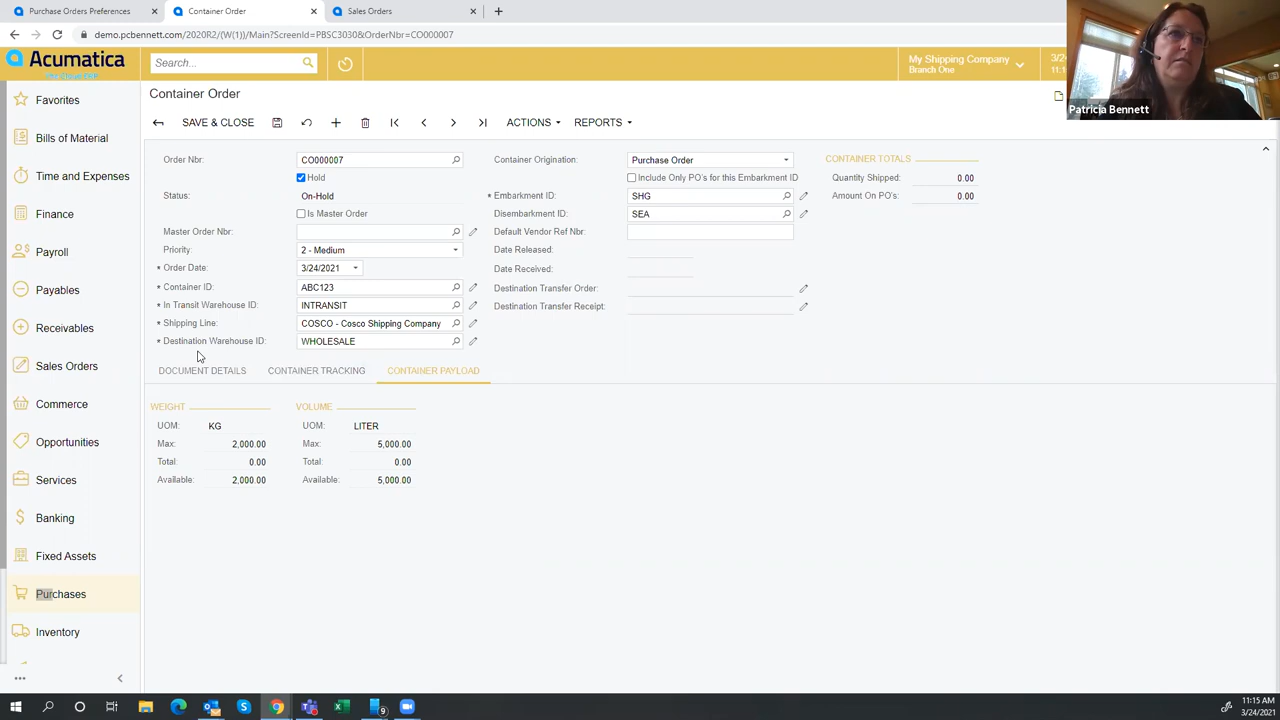 Purchase Orders Preferences
Container Order
Sales Orders
demo.pcbennett.com/2020R2/(W(1))/Main?ScreenId=PBSC3030&OrderNbr=CO000007
Acumatica
The Cloud ERP
Search...
My Shipping Company
Branch One
Patricia Bennett
Favorites
Bills of Material
Time and Expenses
Finance
Payroll
Payables
Receivables
Sales Orders
Commerce
Opportunities
Services
Banking
Fixed Assets
Purchases
Inventory
Container Order
SAVE & CLOSE
ACTIONS
REPORTS
Order Nbr: CO000007
Hold
Status: On-Hold
Is Master Order
Master Order Nbr:
Priority: 2 - Medium
* Order Date: 3/24/2021
* Container ID: ABC123
* In Transit Warehouse ID: INTRANSIT
* Shipping Line: COSCO - Cosco Shipping Company
* Destination Warehouse ID: WHOLESALE
Container Origination: Purchase Order
Include Only PO's for this Embarkment ID
* Embarkment ID: SHG
Disembarkment ID: SEA
Default Vendor Ref Nbr:
Date Released:
Date Received:
Destination Transfer Order:
Destination Transfer Receipt:
CONTAINER TOTALS
Quantity Shipped: 0.00
Amount On PO's: 0.00
DOCUMENT DETAILS
CONTAINER TRACKING
CONTAINER PAYLOAD
WEIGHT
UOM: KG
Max: 2,000.00
Total: 0.00
Available: 2,000.00
VOLUME
UOM: LITER
Max: 5,000.00
Total: 0.00
Available: 5,000.00
11:15 AM
3/24/2021